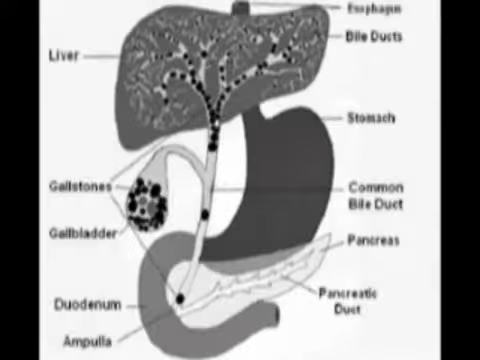 Esophagus
Bile Ducts
Liver
Stomach
Gallstones
Common
Bile Duct
Gallbladder
Pancreas
Duodenum
Pancreatic
Duct
Ampulla